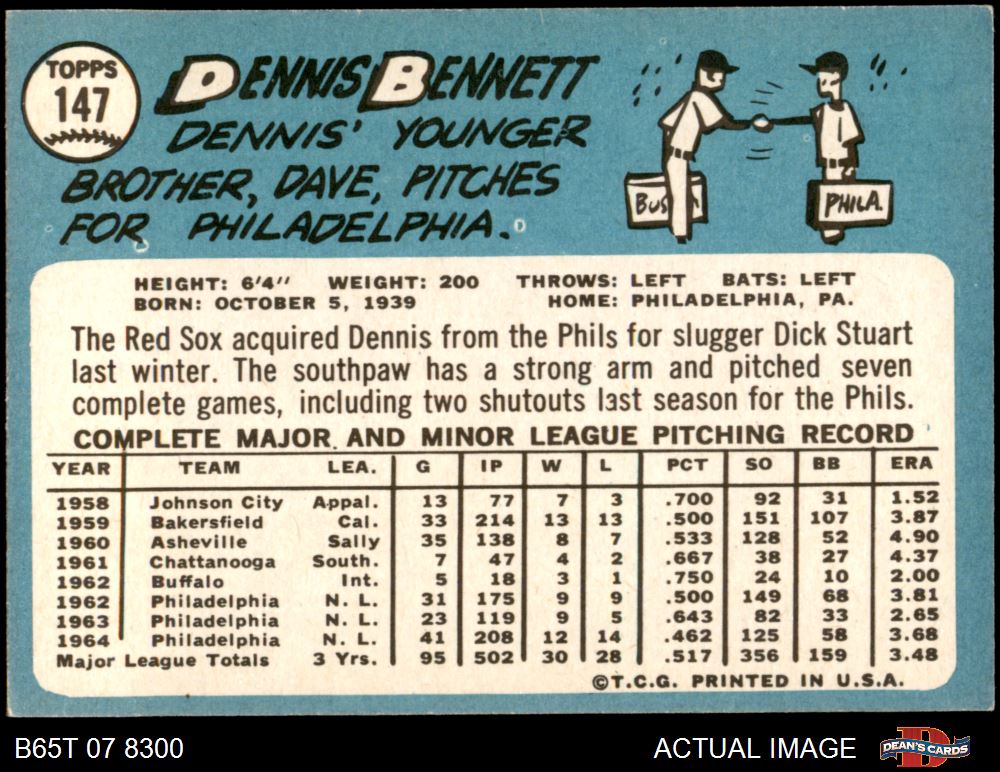 TOPPS
147
DENNIS BENNETT
DENNIS' YOUNGER
BROTHER, DAVE, PITCHES
FOR PHILADELPHIA.
BOS
PHILA.
HEIGHT: 6'4" WEIGHT: 200 THROWS: LEFT BATS: LEFT
BORN: OCTOBER 5, 1939 HOME: PHILADELPHIA, PA.
The Red Sox acquired Dennis from the Phils for slugger Dick Stuart
last winter. The southpaw has a strong arm and pitched seven
complete games, including two shutouts last season for the Phils.
COMPLETE MAJOR AND MINOR LEAGUE PITCHING RECORD
YEAR TEAM LEA. G IP W L PCT SO BB ERA
1958 Johnson City Appal. 13 77 7 3 .700 92 31 1.52
1959 Bakersfield Cal. 33 214 13 13 .500 151 107 3.87
1960 Asheville Sally 35 138 8 7 .533 128 52 4.90
1961 Chattanooga South. 7 47 4 2 .667 38 27 4.37
1962 Buffalo Int. 5 18 3 1 .750 24 10 2.00
1962 Philadelphia N. L. 31 175 9 9 .500 149 68 3.81
1963 Philadelphia N. L. 23 119 9 5 .643 82 33 2.65
1964 Philadelphia N. L. 41 208 12 14 .462 125 58 3.68
Major League Totals 3 Yrs. 95 502 30 28 .517 356 159 3.48
©T.C.G. PRINTED IN U.S.A.
B65T 07 8300
ACTUAL IMAGE
DEAN'S CARDS